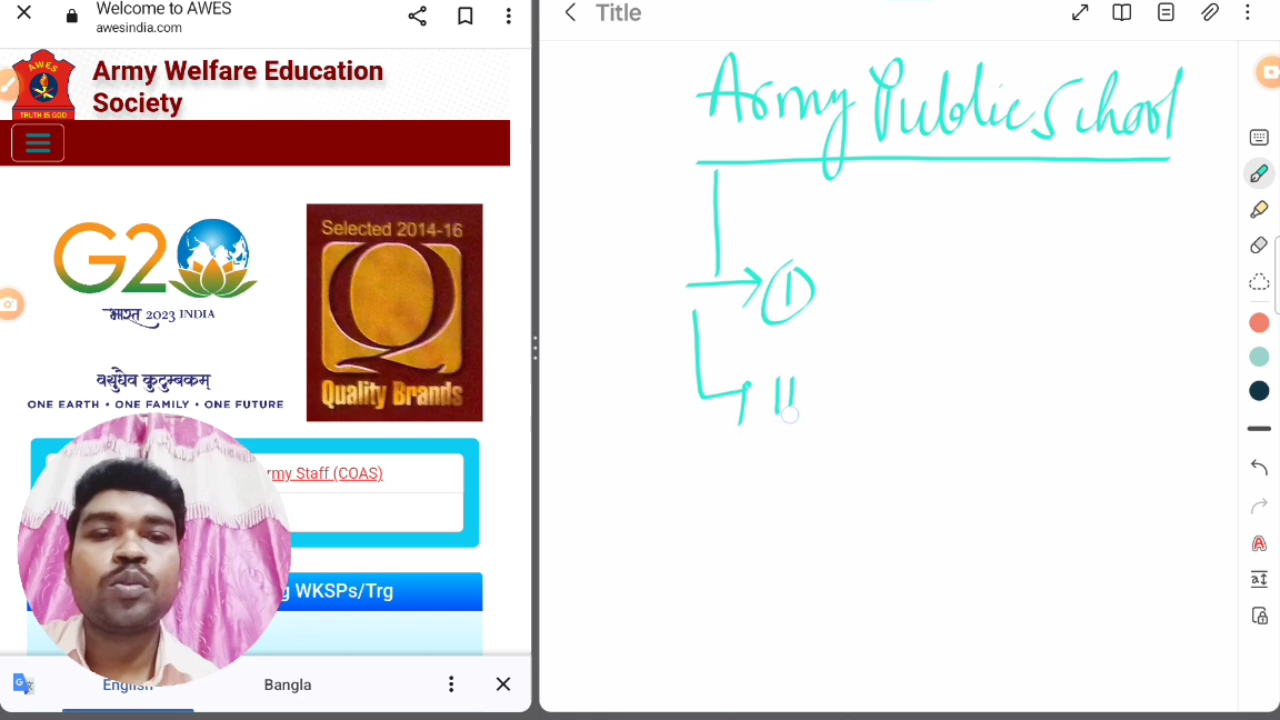 Welcome to AWES
awesindia.com
AWES
TRUTH IS GOD
Army Welfare Education
Society
G20
भारत 2023 INDIA
वसुधैव कुटुम्बकम्
ONE EARTH • ONE FAMILY • ONE FUTURE
Selected 2014-16
Q
Quality Brands
rmy Staff (COAS)
g WKSPs/Trg
English
Bangla
Title
Army Public School
1
11